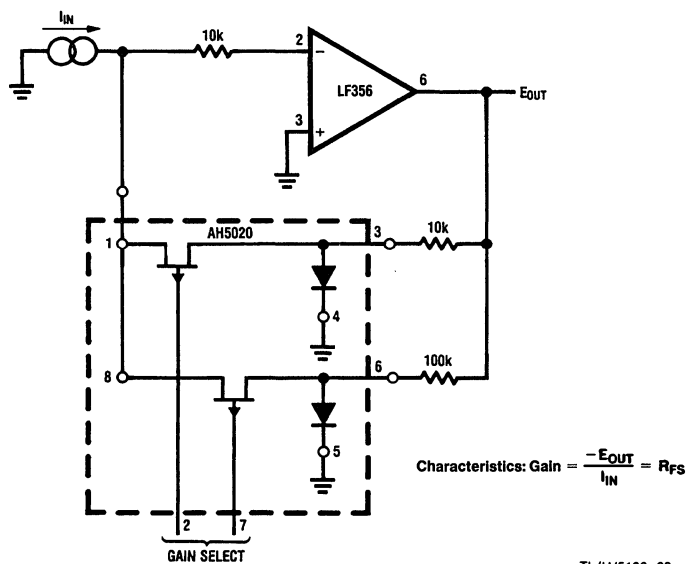 IIN
10k
2
−
LF356
6
EOUT
3
+
AH5020
1
3
10k
4
8
6
100k
5
Characteristics: Gain = −EOUT / IIN = RFS
2
7
GAIN SELECT